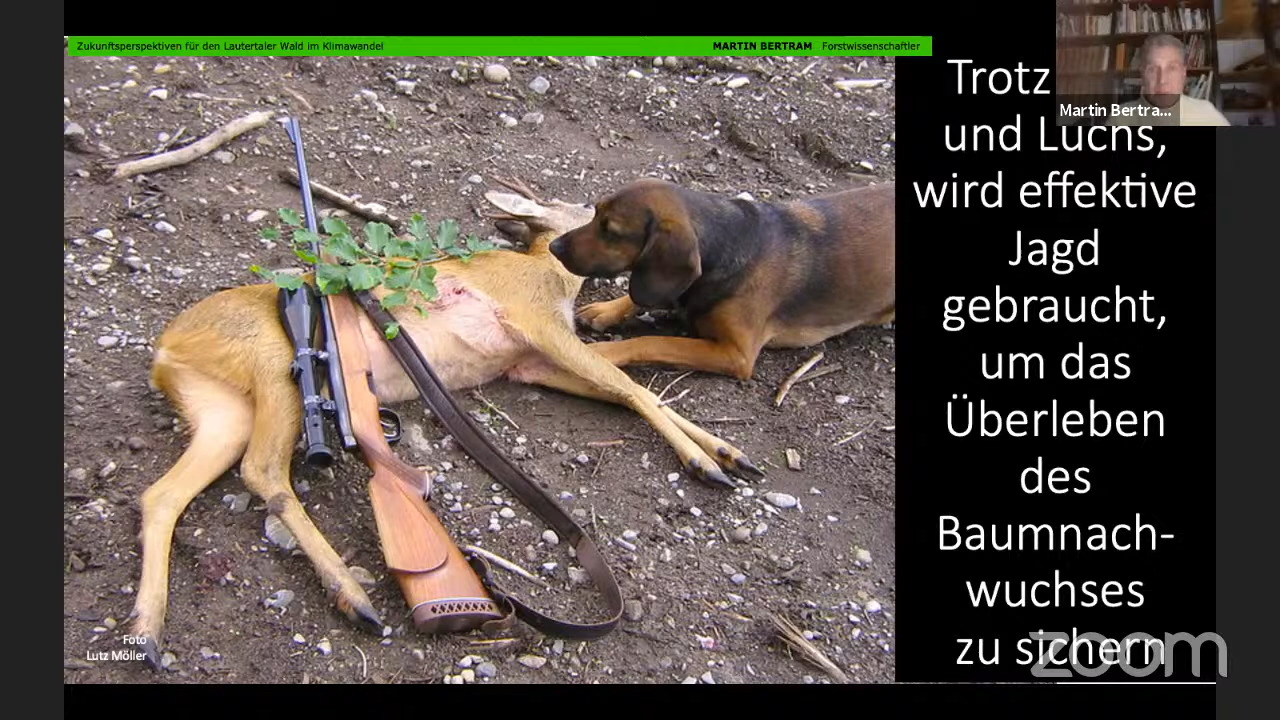 Zukunftsperspektiven für den Lautertaler Wald im Klimawandel
MARTIN BERTRAM Forstwissenschaftler
Martin Bertra...
Trotz
und Luchs,
wird effektive
Jagd
gebraucht,
um das
Überleben
des
Baumnach-
wuchses
zu sichern
zoom
Foto
Lutz Möller